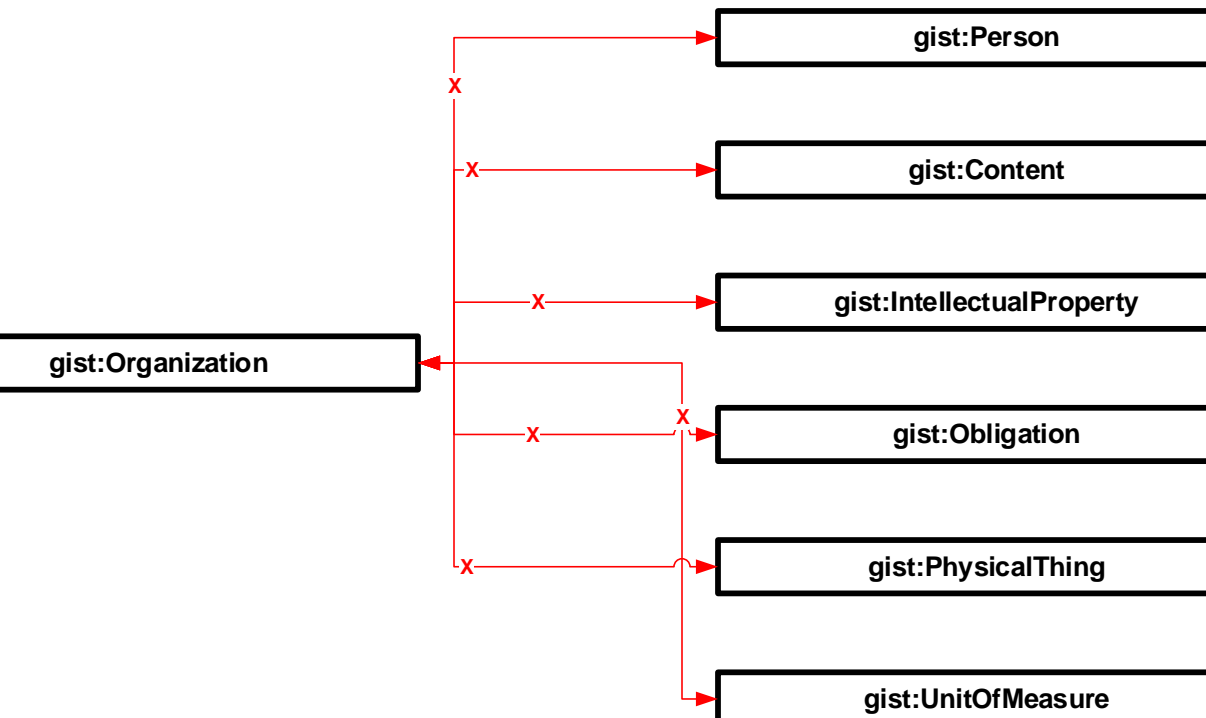 gist:Person
X
X
gist:Content
X
gist:IntellectualProperty
gist:Organization
X
X
gist:Obligation
X
gist:PhysicalThing
gist:UnitOfMeasure